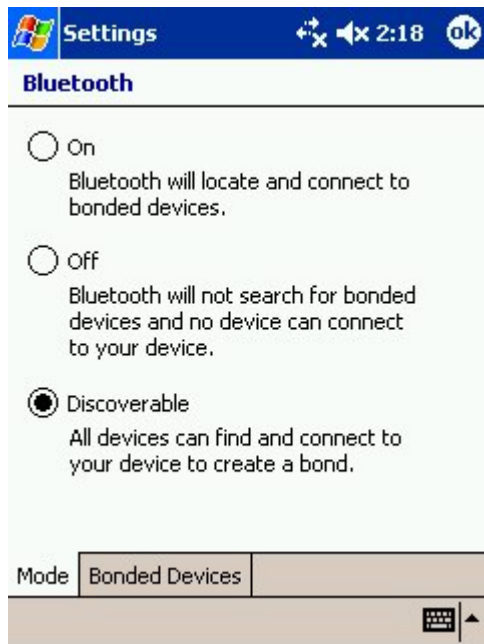 Settings 2:18 ok
Bluetooth
On
Bluetooth will locate and connect to
bonded devices.
Off
Bluetooth will not search for bonded
devices and no device can connect
to your device.
Discoverable
All devices can find and connect to
your device to create a bond.
Mode Bonded Devices